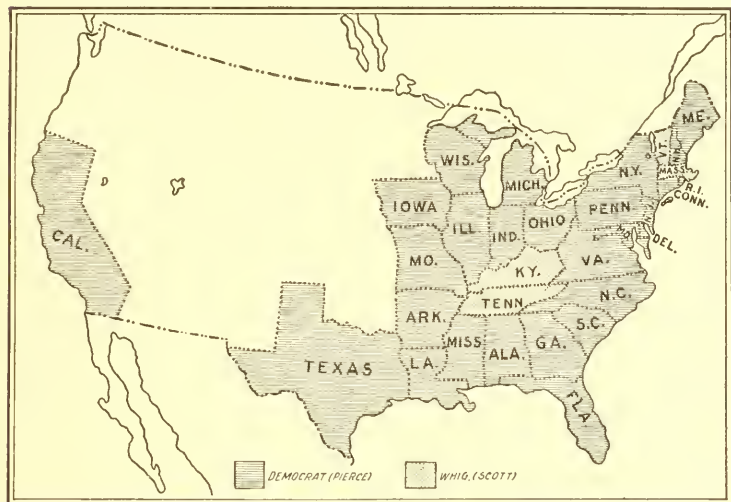 ME.
VT.
N.H.
WIS.
N.Y.
MASS.
MICH.
R.I.
CONN.
IOWA
PENN.
N.J.
ILL.
IND.
OHIO
MD.
DEL.
CAL.
MO.
KY.
VA.
TENN.
N.C.
ARK.
S.C.
MISS
ALA.
GA.
TEXAS
LA.
FLA
DEMOCRAT (PIERCE)
WHIG, (SCOTT)